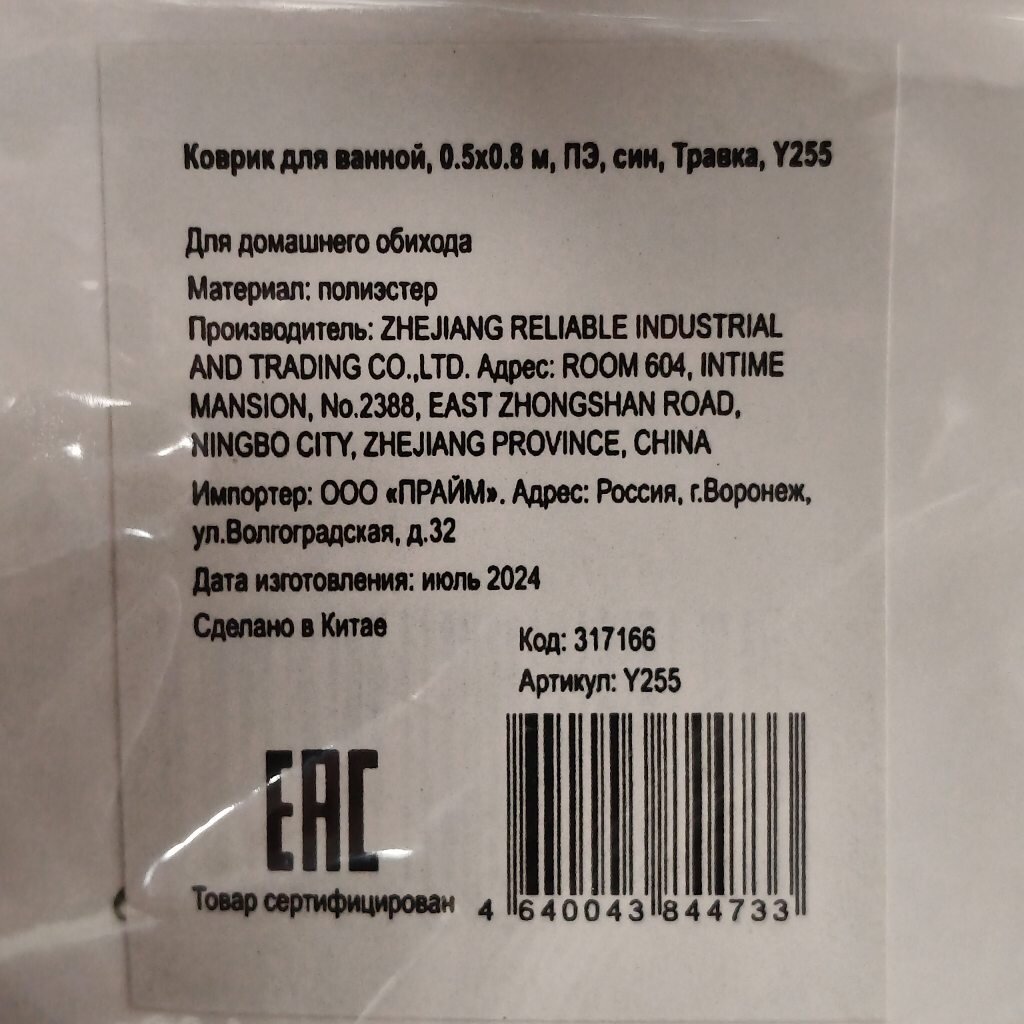 Коврик для ванной, 0.5x0.8 м, ПЭ, син, Травка, Y255
Для домашнего обихода
Материал: полиэстер
Производитель: ZHEJIANG RELIABLE INDUSTRIAL
AND TRADING CO.,LTD. Адрес: ROOM 604, INTIME
MANSION, No.2388, EAST ZHONGSHAN ROAD,
NINGBO CITY, ZHEJIANG PROVINCE, CHINA
Импортер: ООО «ПРАЙМ». Адрес: Россия, г.Воронеж,
ул.Волгоградская, д.32
Дата изготовления: июль 2024
Сделано в Китае
Код: 317166
Артикул: Y255
EAC
Товар сертифицирован
4 640043 844733